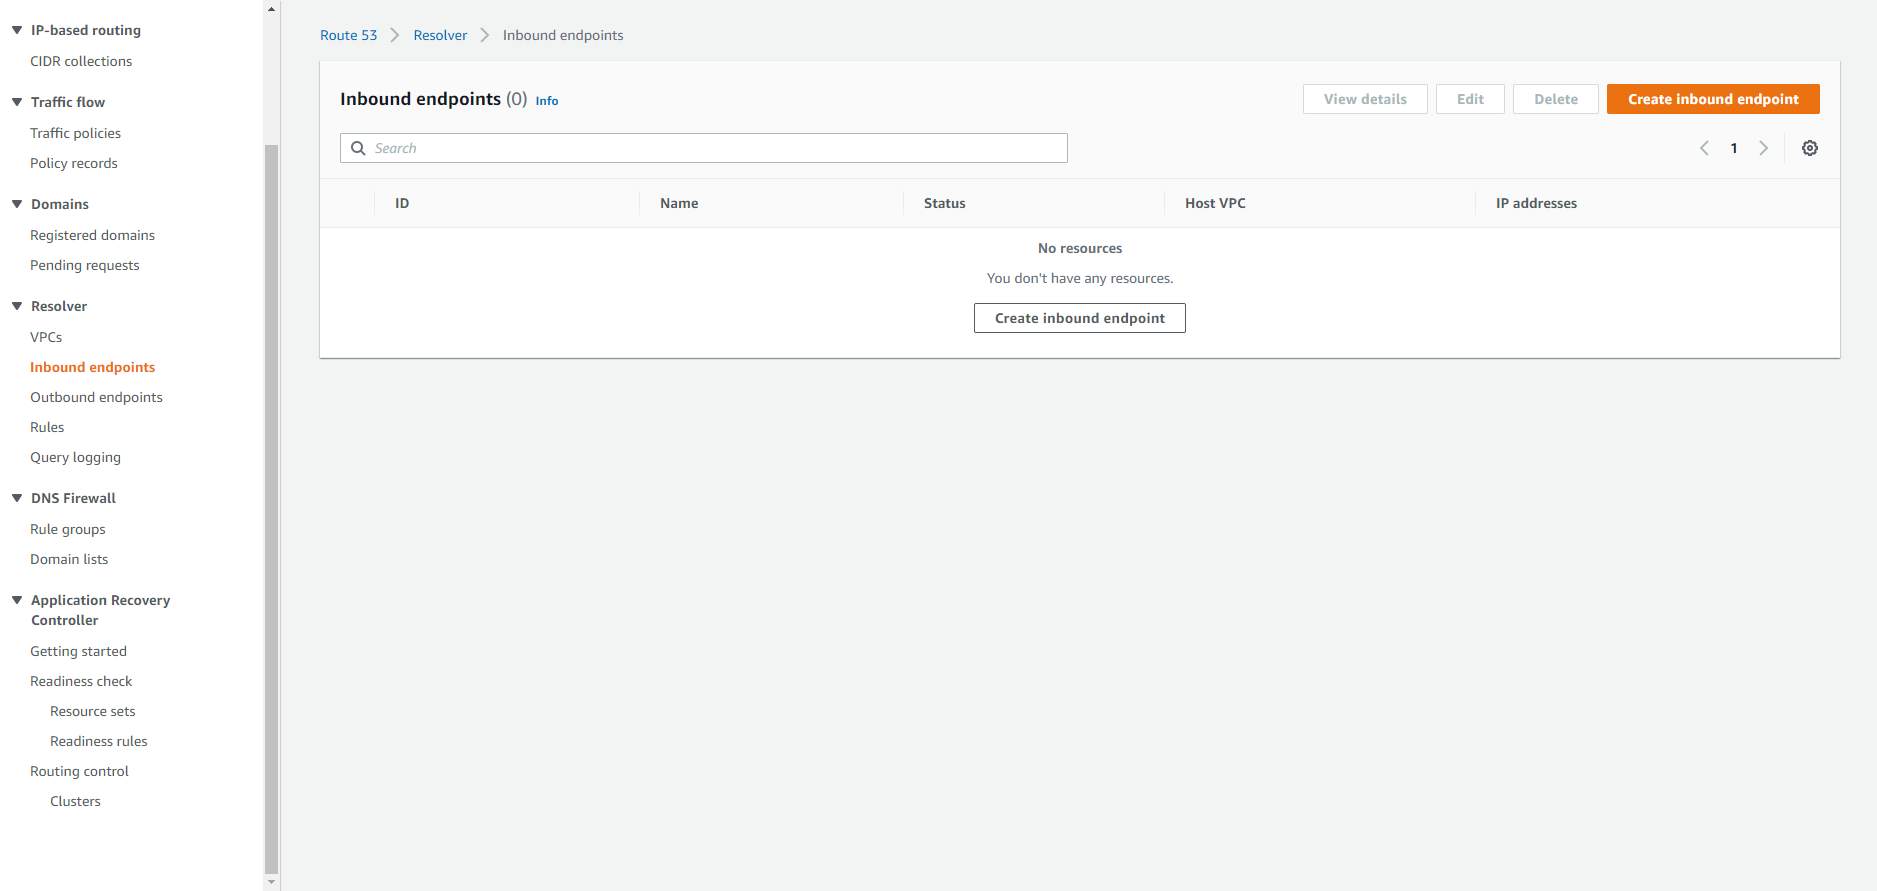 IP-based routing
CIDR collections
Traffic flow
Traffic policies
Policy records
Domains
Registered domains
Pending requests
Resolver
VPCs
Inbound endpoints
Outbound endpoints
Rules
Query logging
DNS Firewall
Rule groups
Domain lists
Application Recovery
Controller
Getting started
Readiness check
Resource sets
Readiness rules
Routing control
Clusters
Route 53 Resolver Inbound endpoints
Inbound endpoints (0) Info
View details Edit Delete Create inbound endpoint
Search
1
ID Name Status Host VPC IP addresses
No resources
You don't have any resources.
Create inbound endpoint